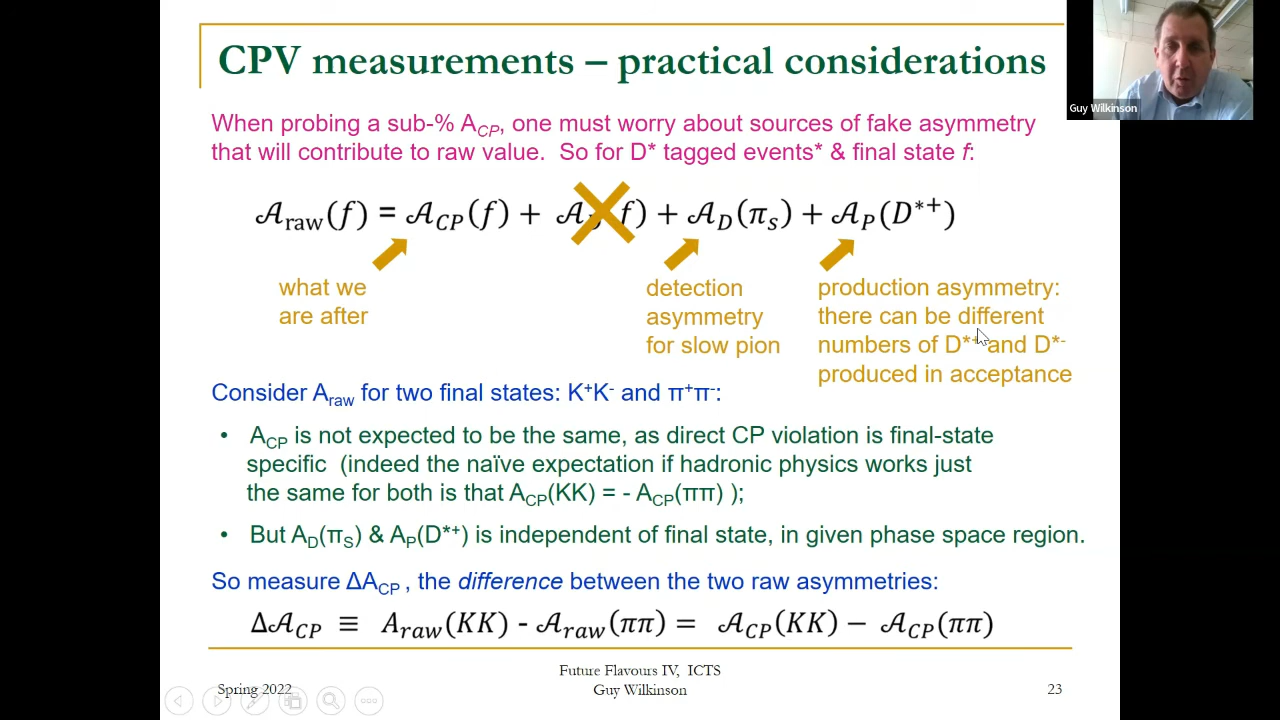 CPV measurements – practical considerations
Guy Wilkinson
When probing a sub-% A_CP, one must worry about sources of fake asymmetry
that will contribute to raw value. So for D* tagged events* & final state f:
𝒜_raw(f) = 𝒜_CP(f) + 𝒜 f) + 𝒜_D(π_s) + 𝒜_P(D*⁺)
what we
are after
detection
asymmetry
for slow pion
production asymmetry:
there can be different
numbers of D*⁺ and D*⁻
produced in acceptance
Consider A_raw for two final states: K⁺K⁻ and π⁺π⁻:
• A_CP is not expected to be the same, as direct CP violation is final-state
specific (indeed the naïve expectation if hadronic physics works just
the same for both is that A_CP(KK) = - A_CP(ππ) );
• But A_D(π_S) & A_P(D*⁺) is independent of final state, in given phase space region.
So measure ΔA_CP , the difference between the two raw asymmetries:
Δ𝒜_CP ≡ A_raw(KK) - 𝒜_raw(ππ) = 𝒜_CP(KK) − 𝒜_CP(ππ)
Spring 2022
Future Flavours IV, ICTS
Guy Wilkinson
23